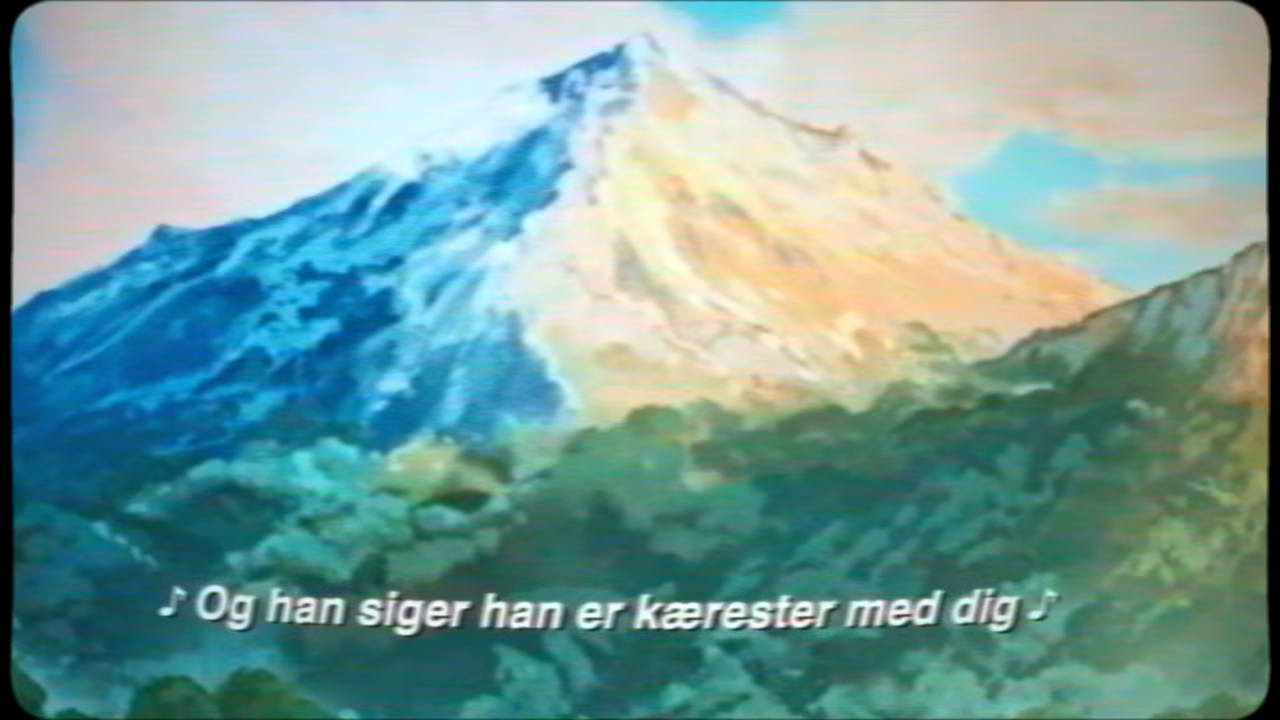 ♪ Og han siger han er kærester med dig ♪